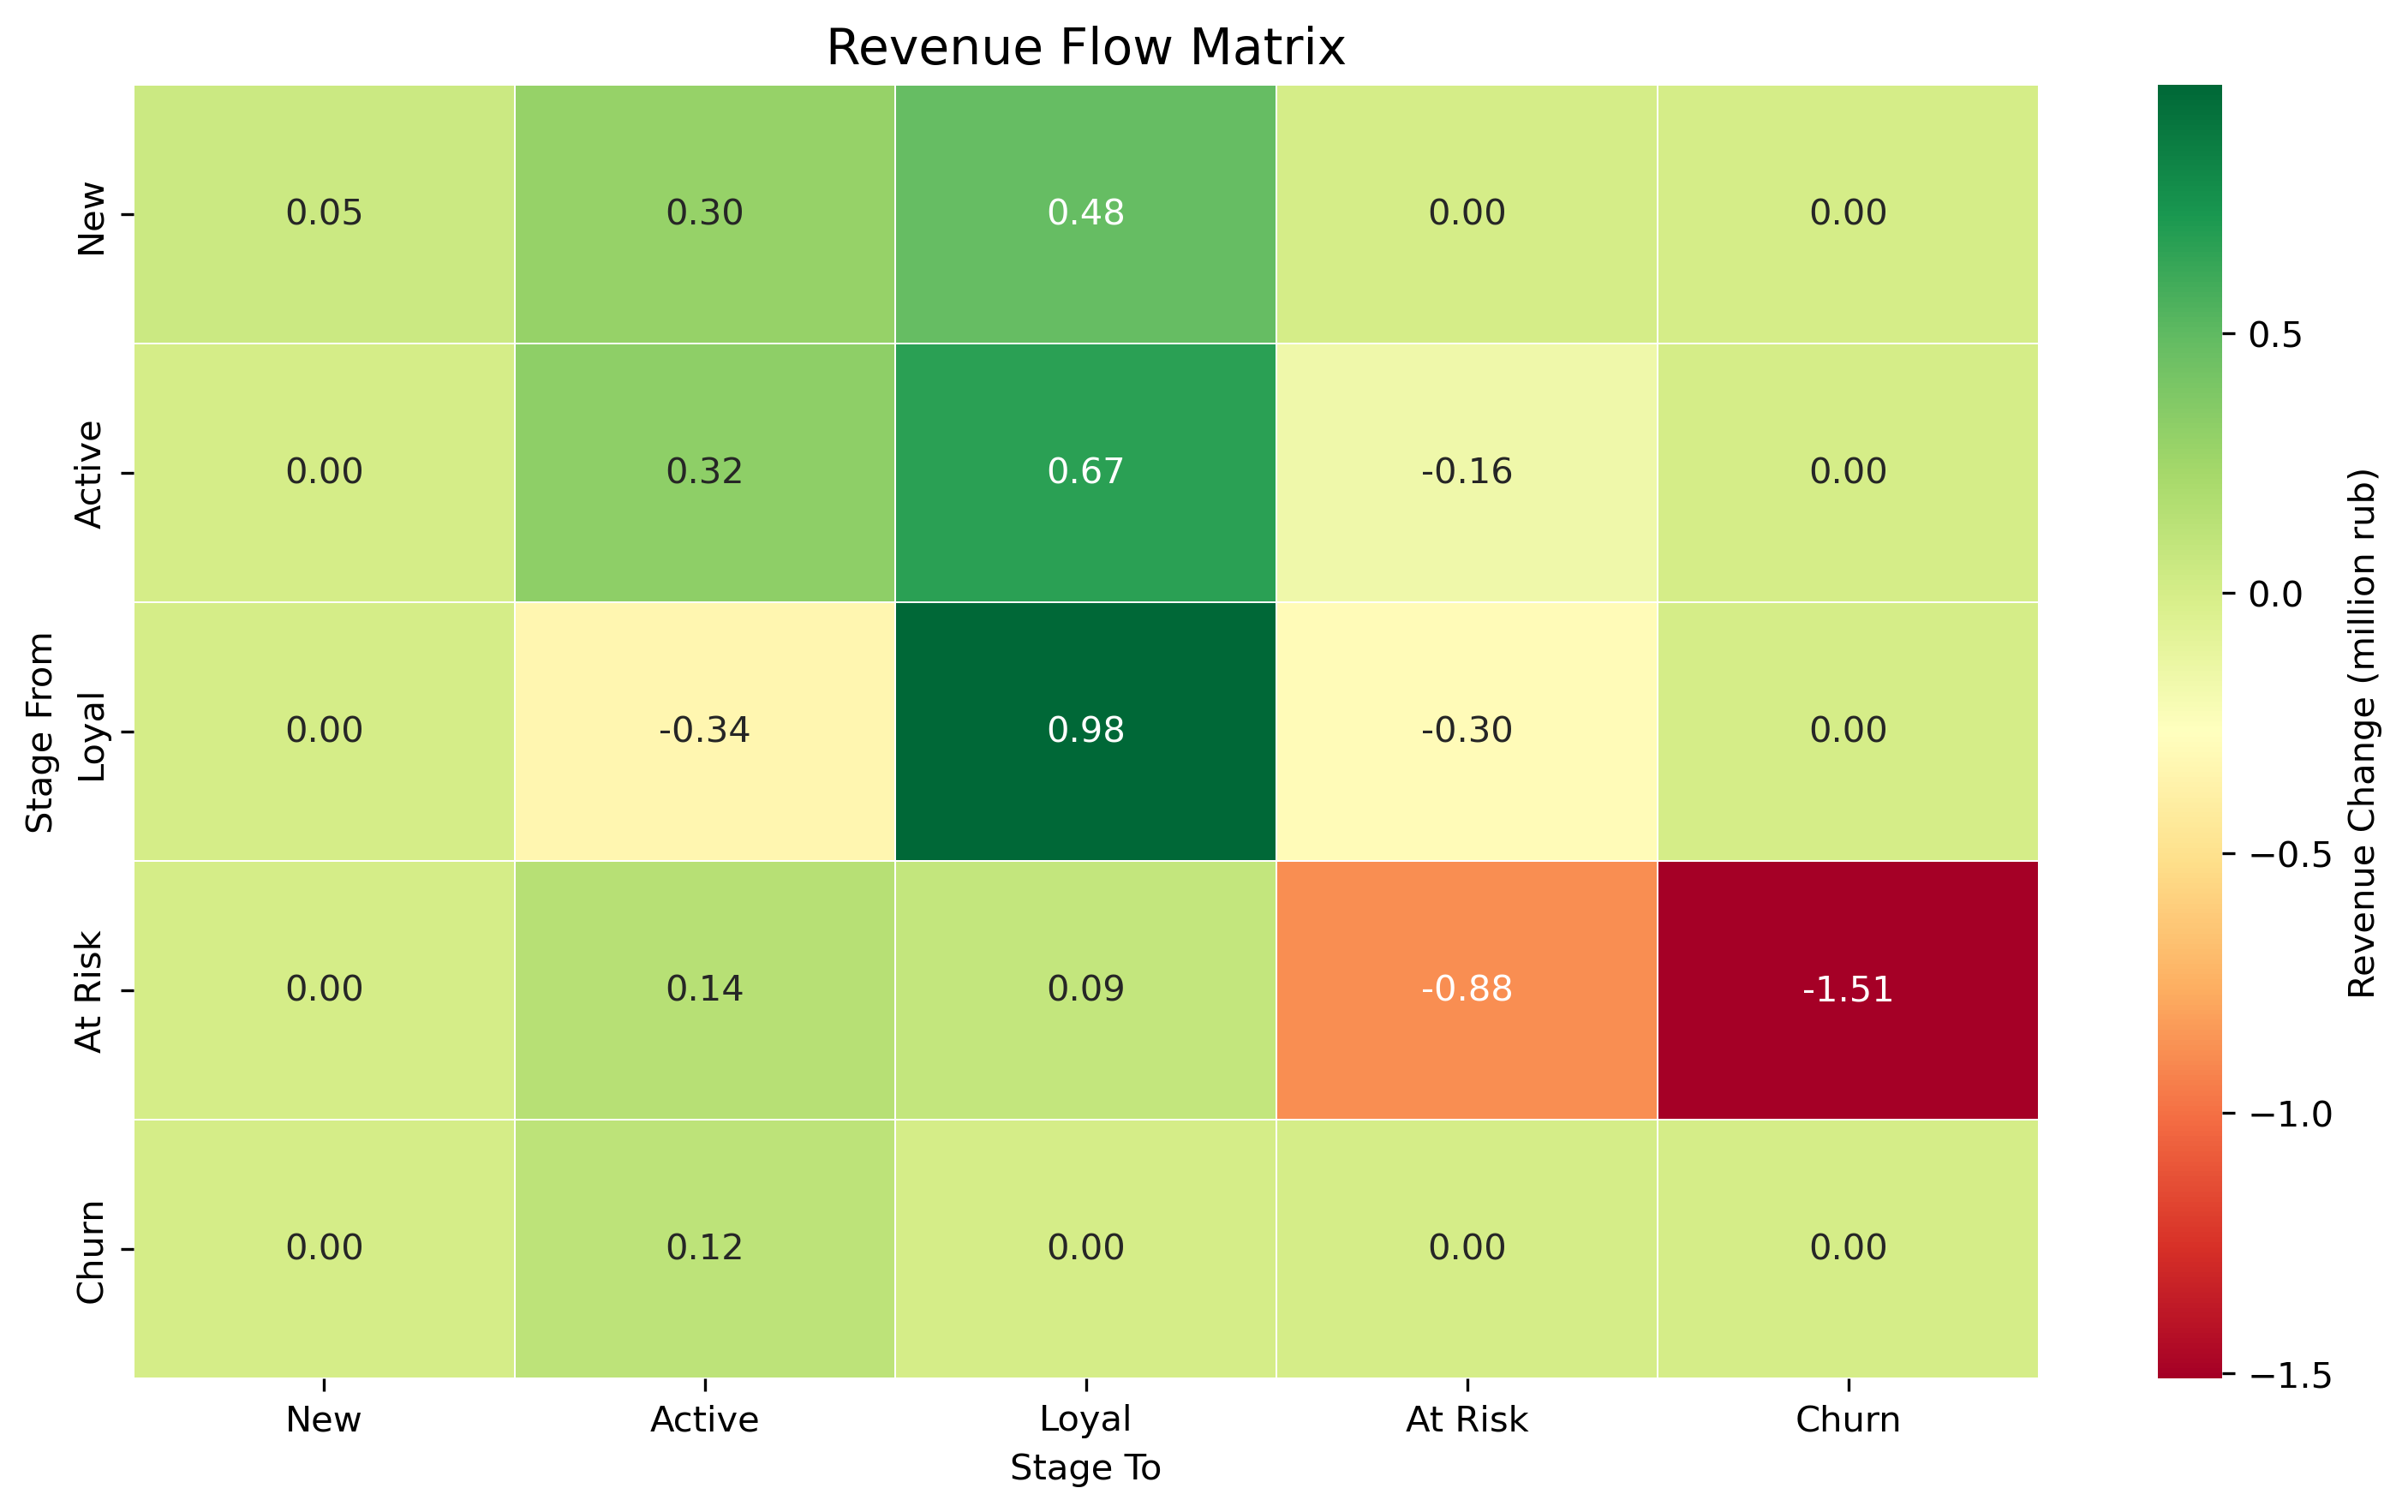 Revenue Flow Matrix
Stage From
New
0.05
0.30
0.48
0.00
0.00
Active
0.00
0.32
0.67
-0.16
0.00
Loyal
0.00
-0.34
0.98
-0.30
0.00
At Risk
0.00
0.14
0.09
-0.88
-1.51
Churn
0.00
0.12
0.00
0.00
0.00
New
Active
Loyal
At Risk
Churn
Stage To
0.5
0.0
−0.5
−1.0
−1.5
Revenue Change (million rub)